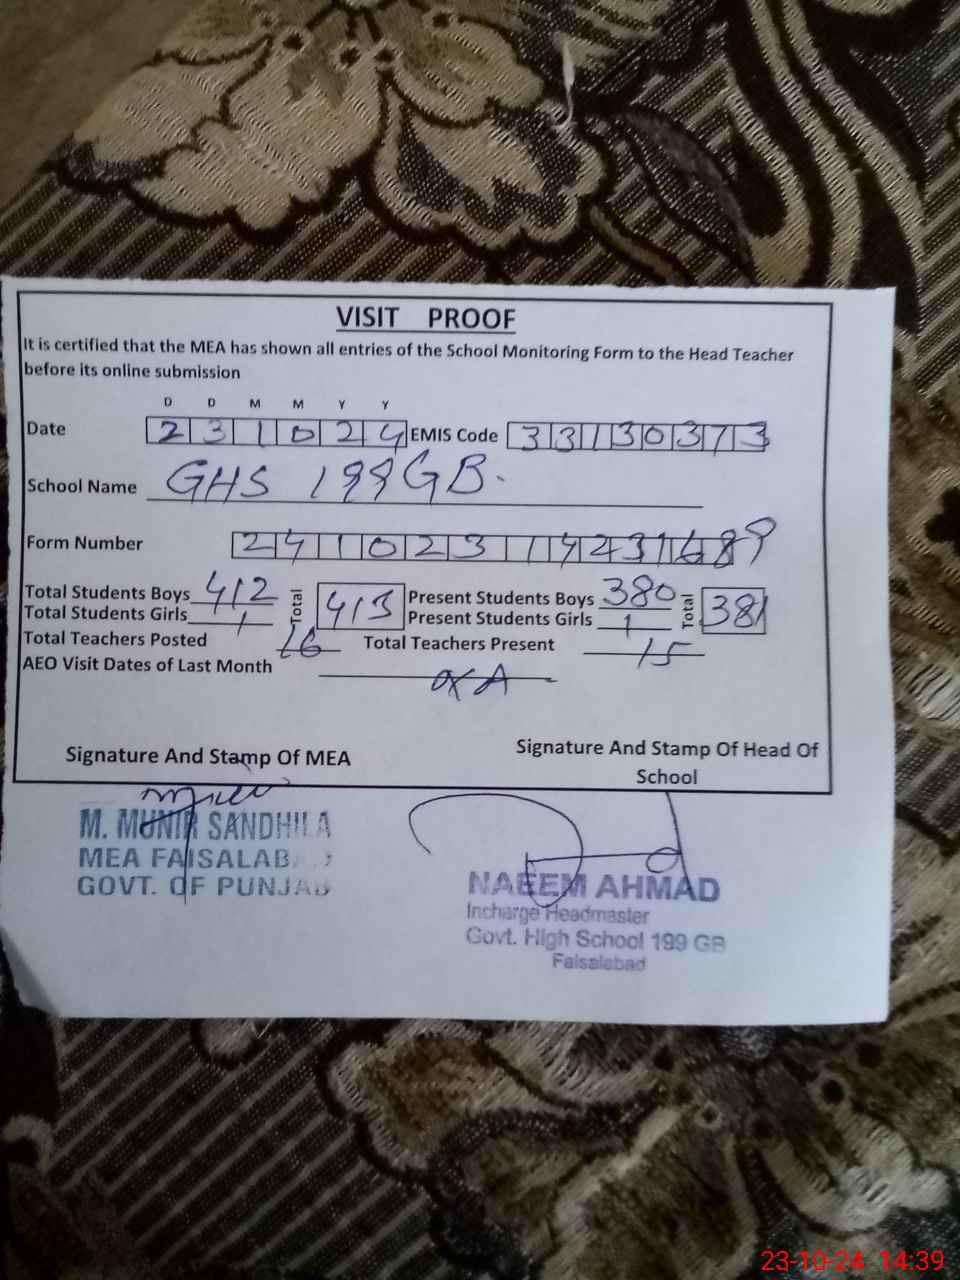 VISIT PROOF
It is certified that the MEA has shown all entries of the School Monitoring Form to the Head Teacher
before its online submission
D D M M Y Y
Date 2 3 1 0 2 4 EMIS Code 3 3 1 3 0 3 7 3
School Name GHS 199 GB.
Form Number 2 4 1 0 2 3 1 4 2 3 1 6 8 9
Total Students Boys 412 Total 413 Present Students Boys 380 Total 381
Total Students Girls 1 Present Students Girls 1
Total Teachers Posted 16 Total Teachers Present 15
AEO Visit Dates of Last Month
Signature And Stamp Of MEA
Signature And Stamp Of Head Of
School
M. MUNIR SANDHILA
MEA FAISALABAD
GOVT. OF PUNJAB
NAEEM AHMAD
Incharge Headmaster
Govt. High School 199 GB
Faisalabad
23-10-24 14:39